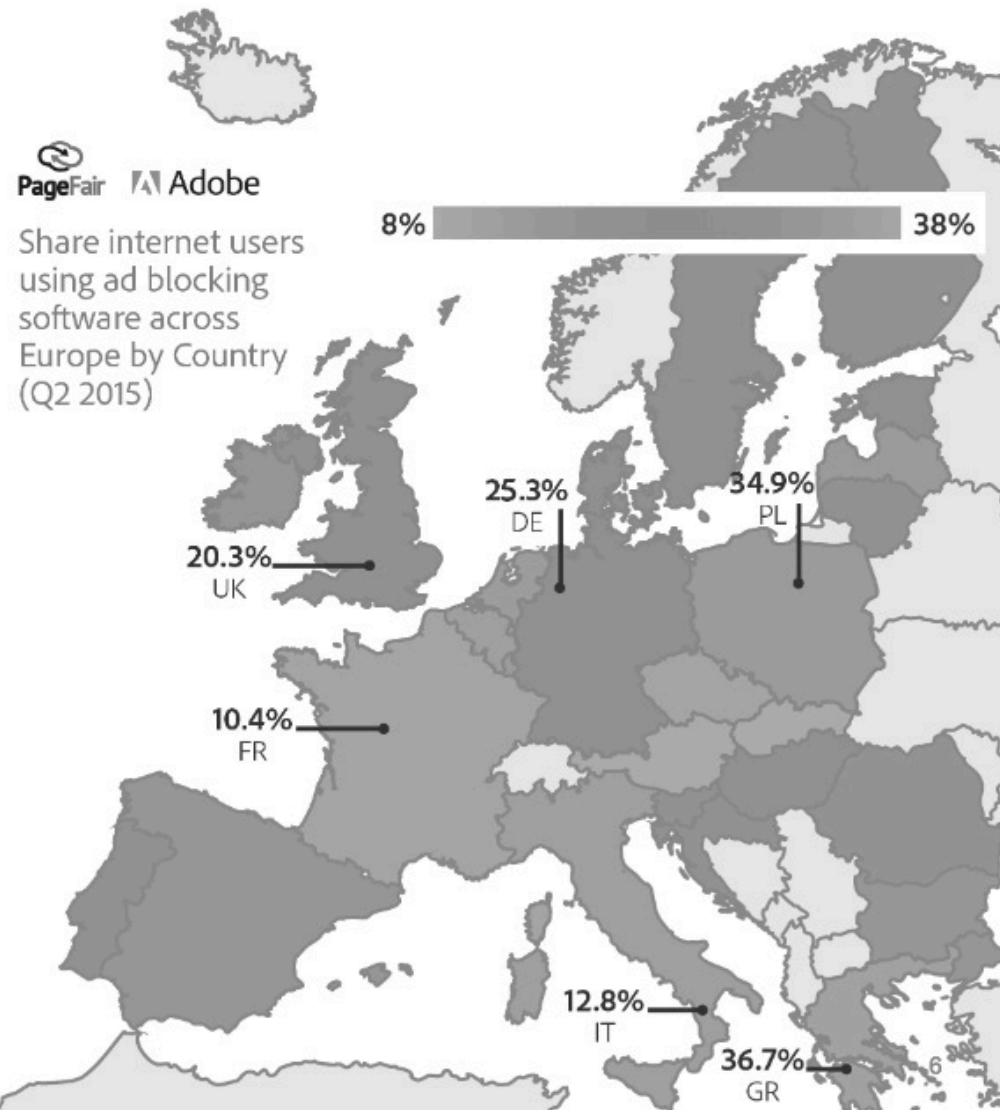 PageFair Adobe
8% 38%
Share internet users
using ad blocking
software across
Europe by Country
(Q2 2015)
25.3%
DE
34.9%
PL
20.3%
UK
10.4%
FR
12.8%
IT
36.7%
GR
6